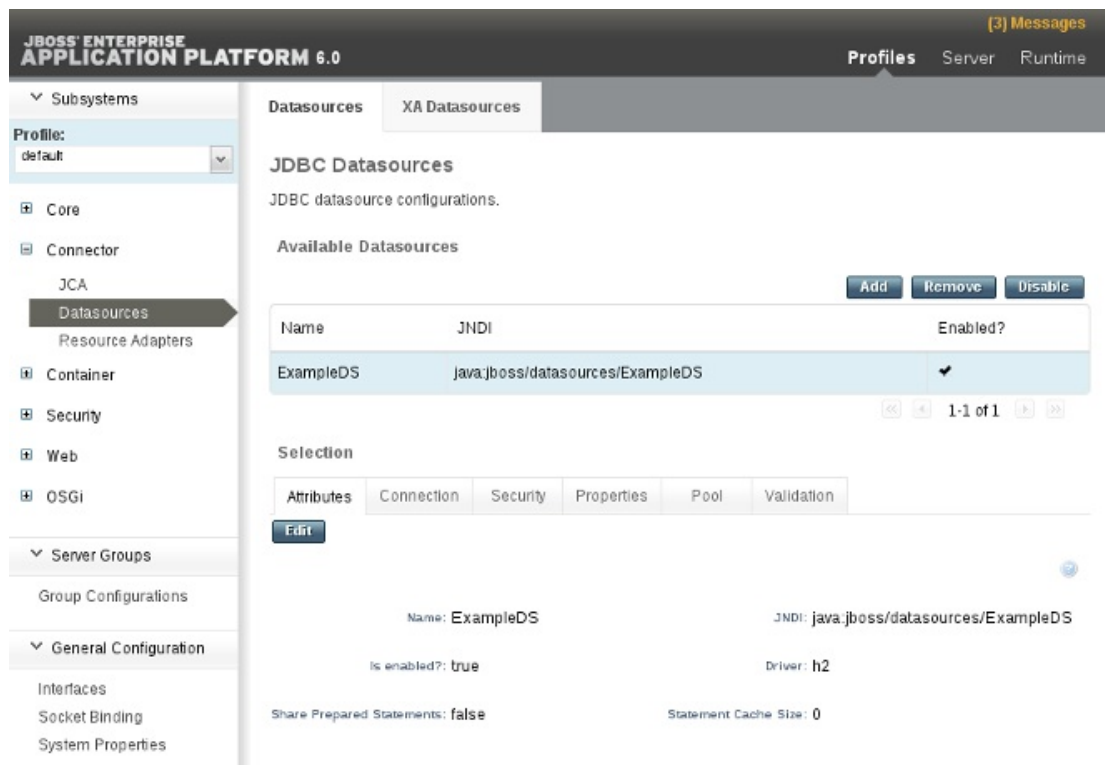 (3) Messages
JBOSS' ENTERPRISE
APPLICATION PLATFORM 6.0
Profiles Server Runtime
Subsystems
Profile:
default
Core
Connector
JCA
Datasources
Resource Adapters
Container
Security
Web
OSGi
Server Groups
Group Configurations
General Configuration
Interfaces
Socket Binding
System Properties
Datasources XA Datasources
JDBC Datasources
JDBC datasource configurations.
Available Datasources
Add Remove Disable
Name JNDI Enabled?
ExampleDS java:jboss/datasources/ExampleDS
1-1 of 1
Selection
Attributes Connection Security Properties Pool Validation
Edit
Name: ExampleDS JNDI: java:jboss/datasources/ExampleDS
Is enabled?: true Driver: h2
Share Prepared Statements: false Statement Cache Size: 0